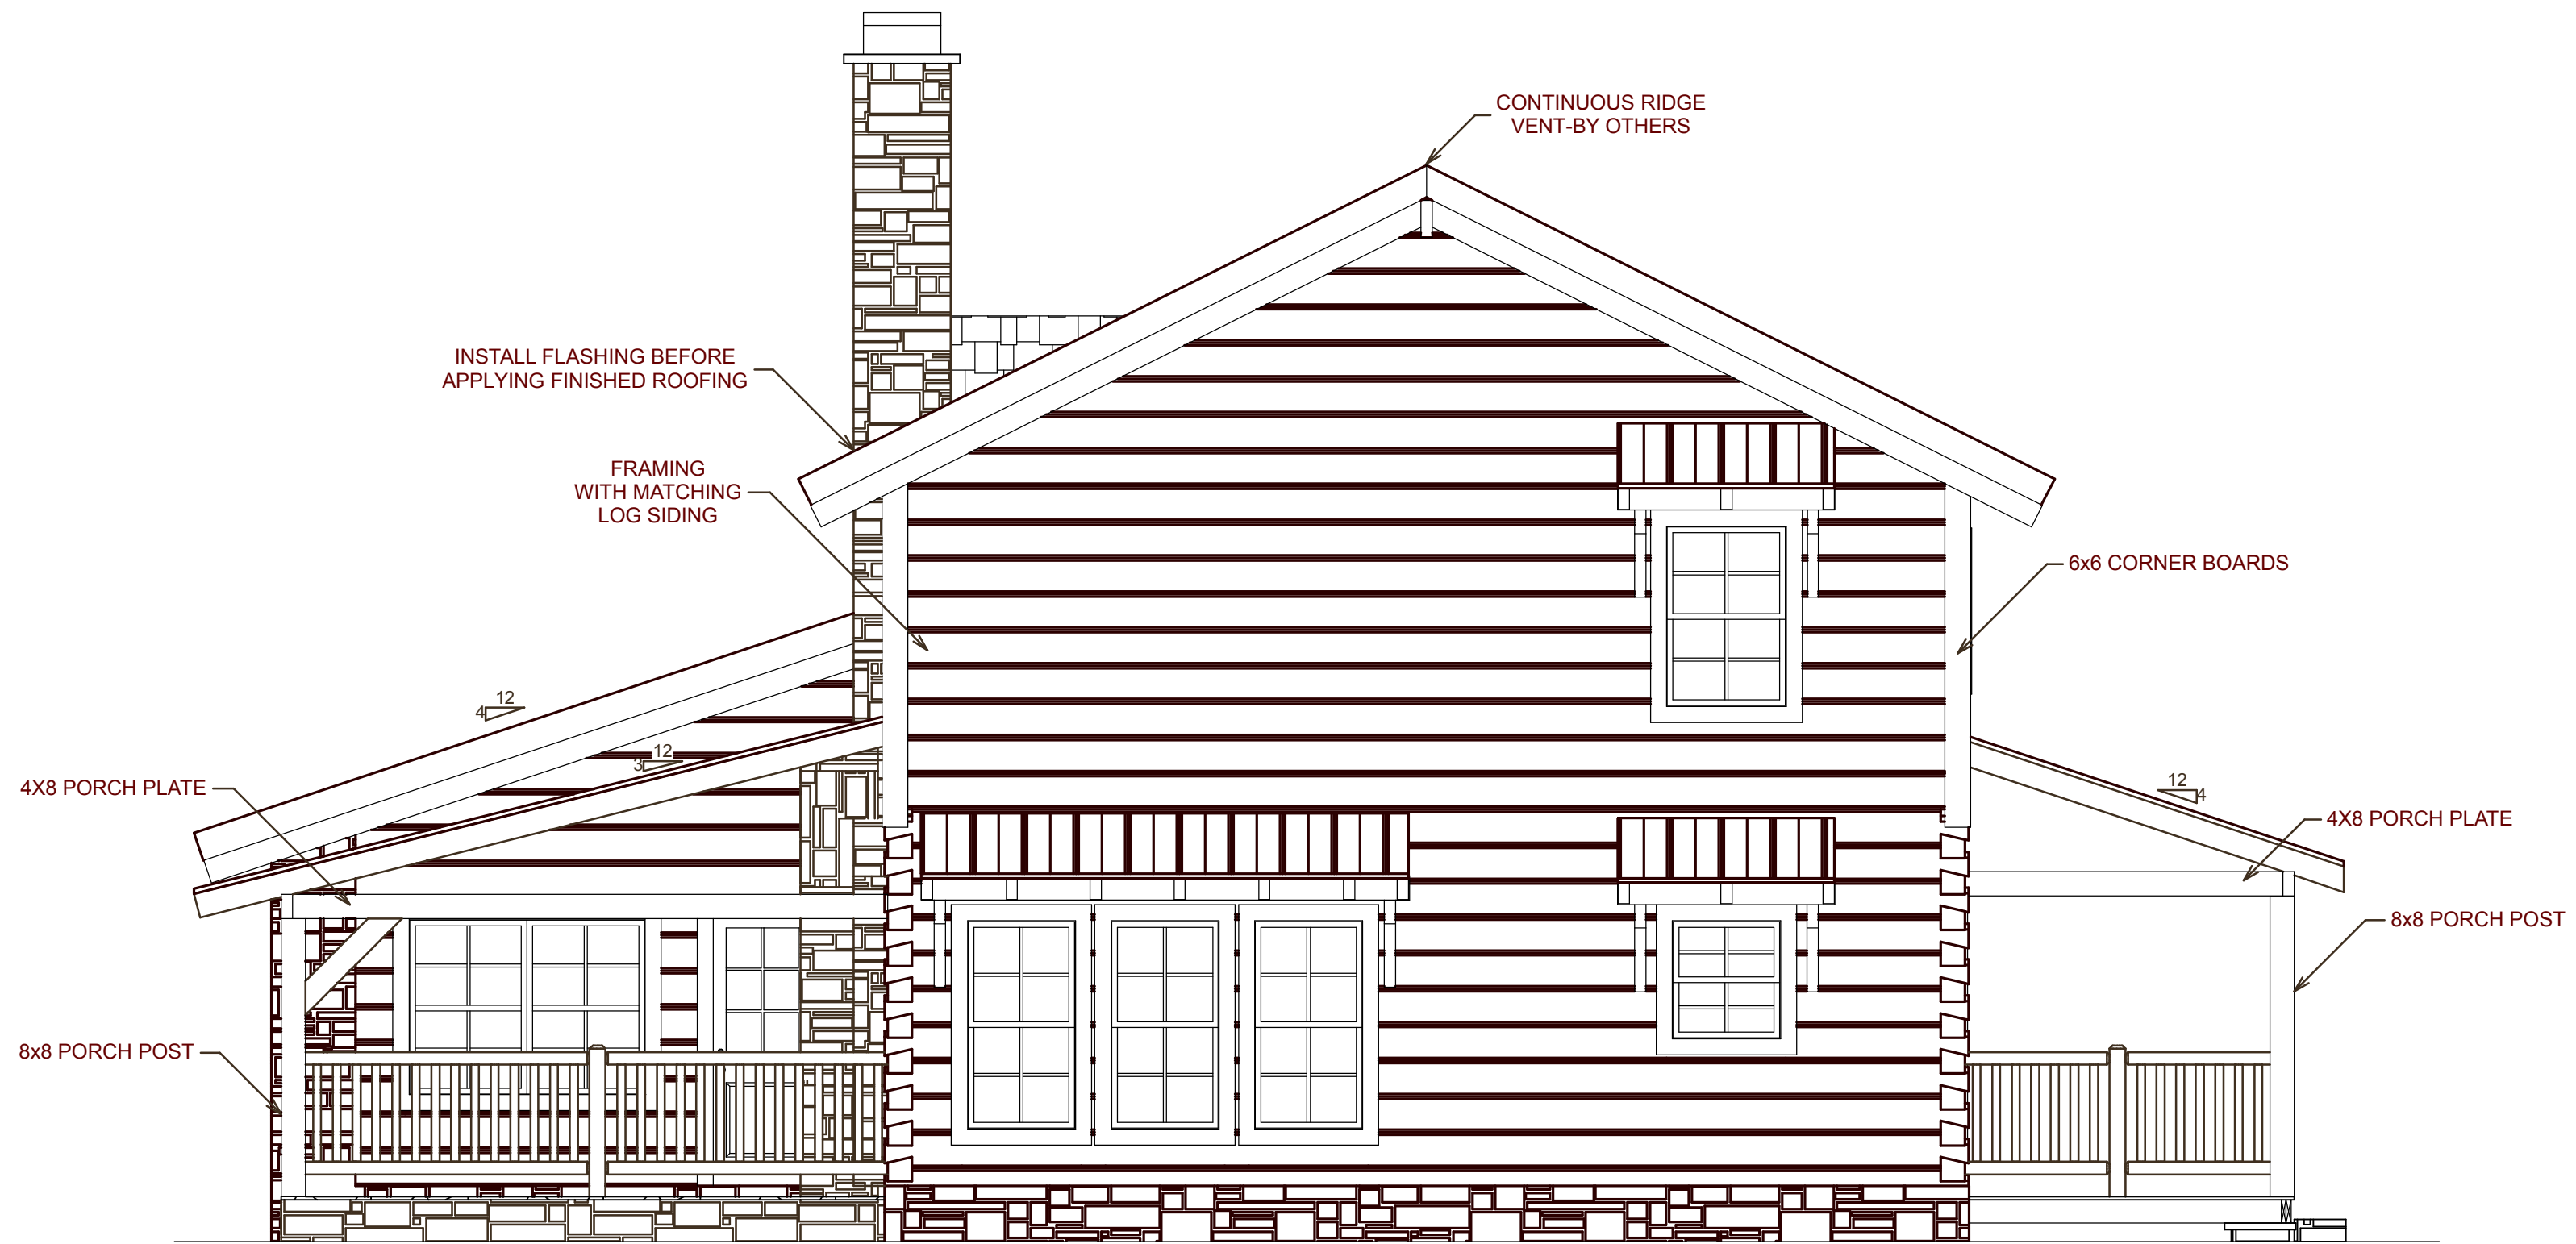 CONTINUOUS RIDGE
VENT-BY OTHERS
INSTALL FLASHING BEFORE
APPLYING FINISHED ROOFING
FRAMING
WITH MATCHING
LOG SIDING
6x6 CORNER BOARDS
12
4
12
3
4X8 PORCH PLATE
12
4
4X8 PORCH PLATE
8x8 PORCH POST
8x8 PORCH POST